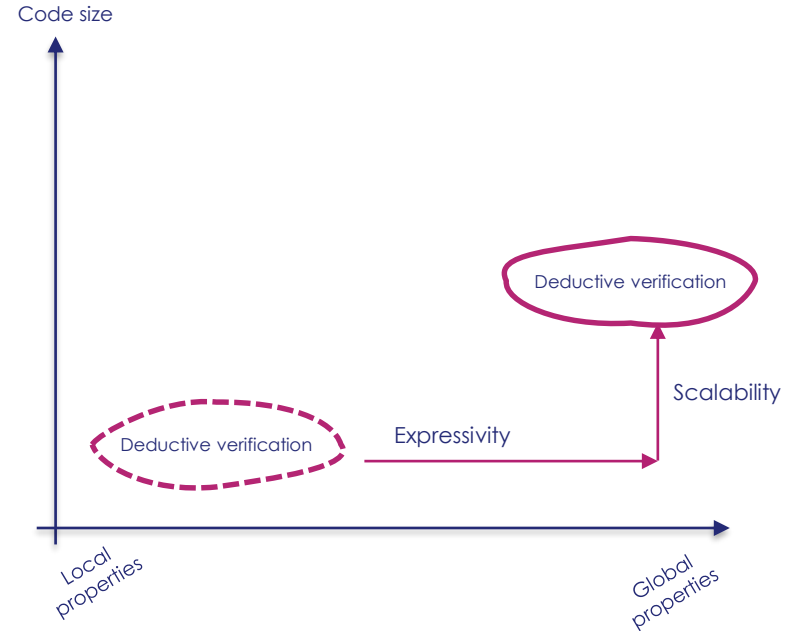 Code size
Deductive verification
Scalability
Expressivity
Deductive verification
Local
properties
Global
properties